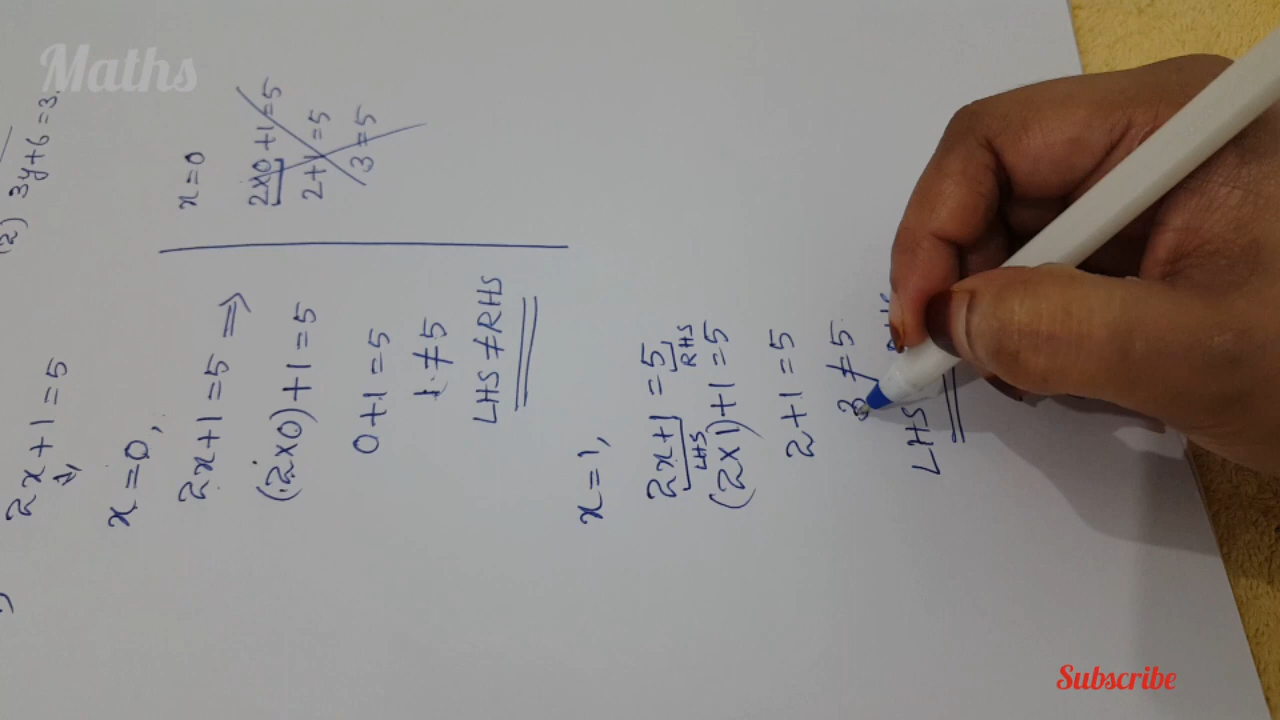 Maths
2x+1=5
(2) 3y+6=3.
x=0,
2x+1=5 ⇒
(2x0)+1=5
0+1=5
1≠5
LHS≠RHS
x=0
2x0+1=5
2+1=5
3=5
x=1,
2x+1=5
LHS RHS
(2x1)+1=5
2+1=5
3≠5
LHS
Subscribe